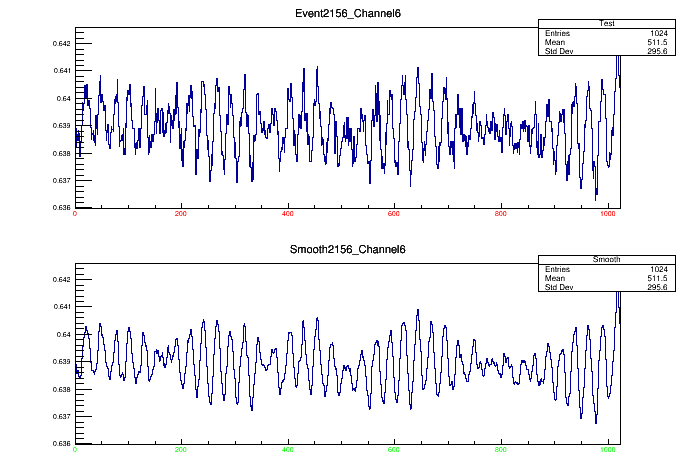 Event2156_Channel6
Test
Entries 1024
Mean 511.5
Std Dev 295.6
0.642
0.641
0.64
0.639
0.638
0.637
0.636
0 200 400 600 800 1000
Smooth2156_Channel6
Smooth
Entries 1024
Mean 511.5
Std Dev 295.6
0.642
0.641
0.64
0.639
0.638
0.637
0.636
0 200 400 600 800 1000